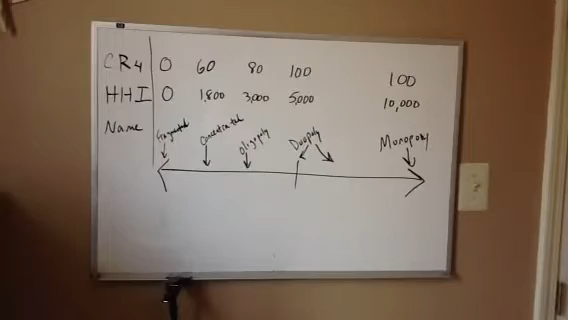 CR4 0 60 80 100 100
HHI 0 1,800 3,000 5,000 10,000
Name Fragmented Concentrated Oligopoly Duopoly Monopoly